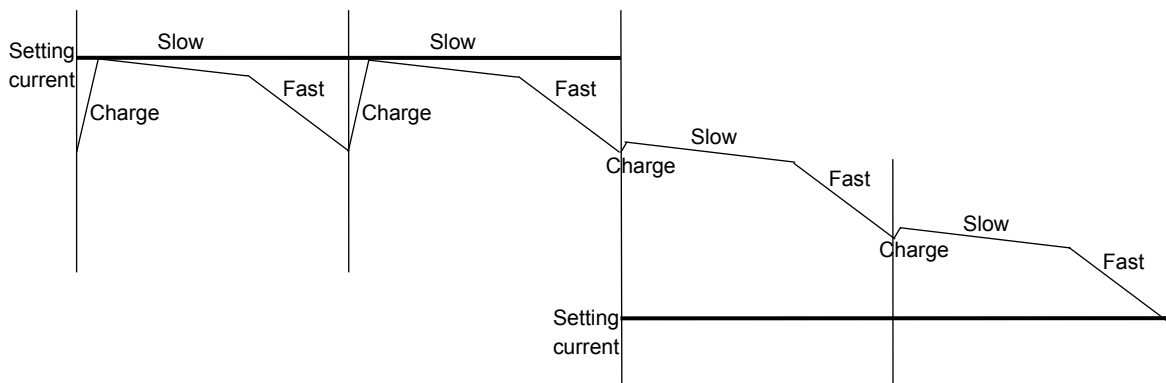 Slow
Slow
Setting
current
Fast
Fast
Charge
Charge
Slow
Charge
Fast
Slow
Charge
Fast
Setting
current